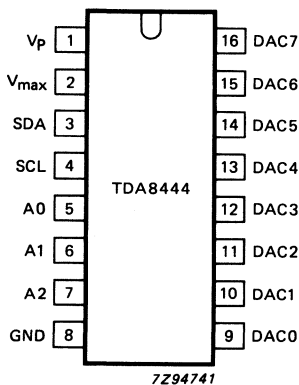 VP 1 16 DAC7
Vmax 2 15 DAC6
SDA 3 14 DAC5
SCL 4 13 DAC4
TDA8444
A0 5 12 DAC3
A1 6 11 DAC2
A2 7 10 DAC1
GND 8 9 DAC0
7Z94741